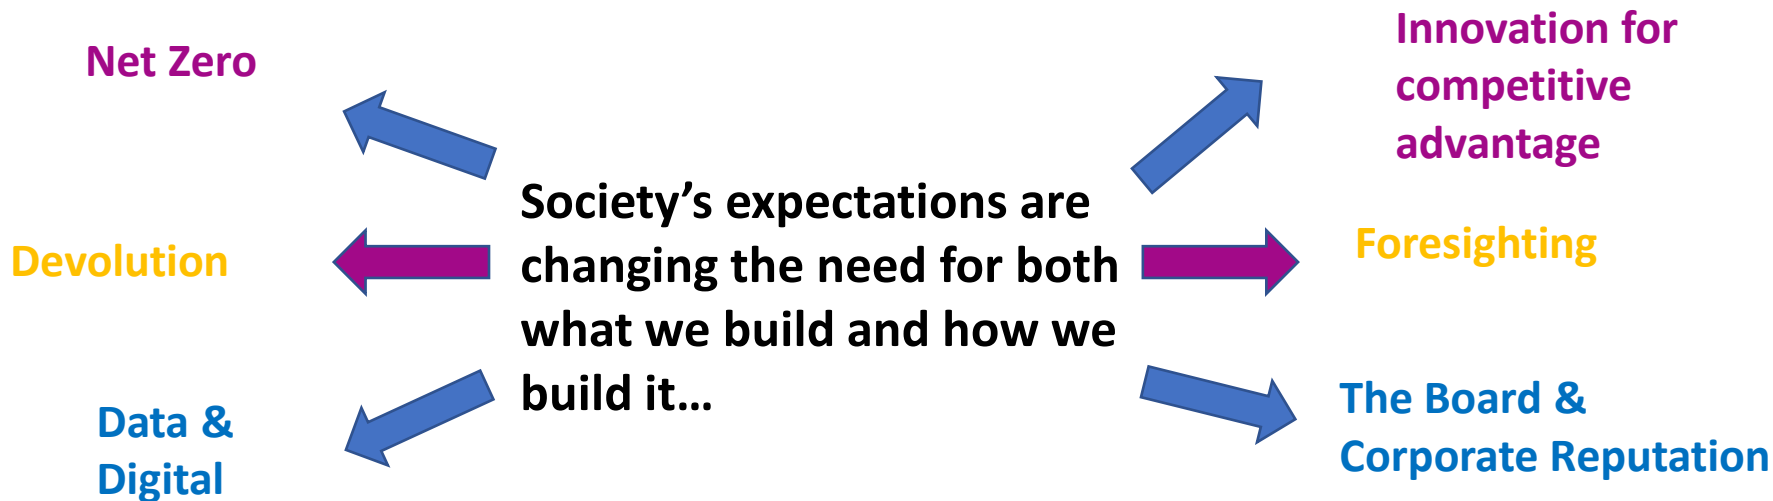 Net Zero
Devolution
Data &
Digital
Society’s expectations are
changing the need for both
what we build and how we
build it…
Innovation for
competitive
advantage
Foresighting
The Board &
Corporate Reputation